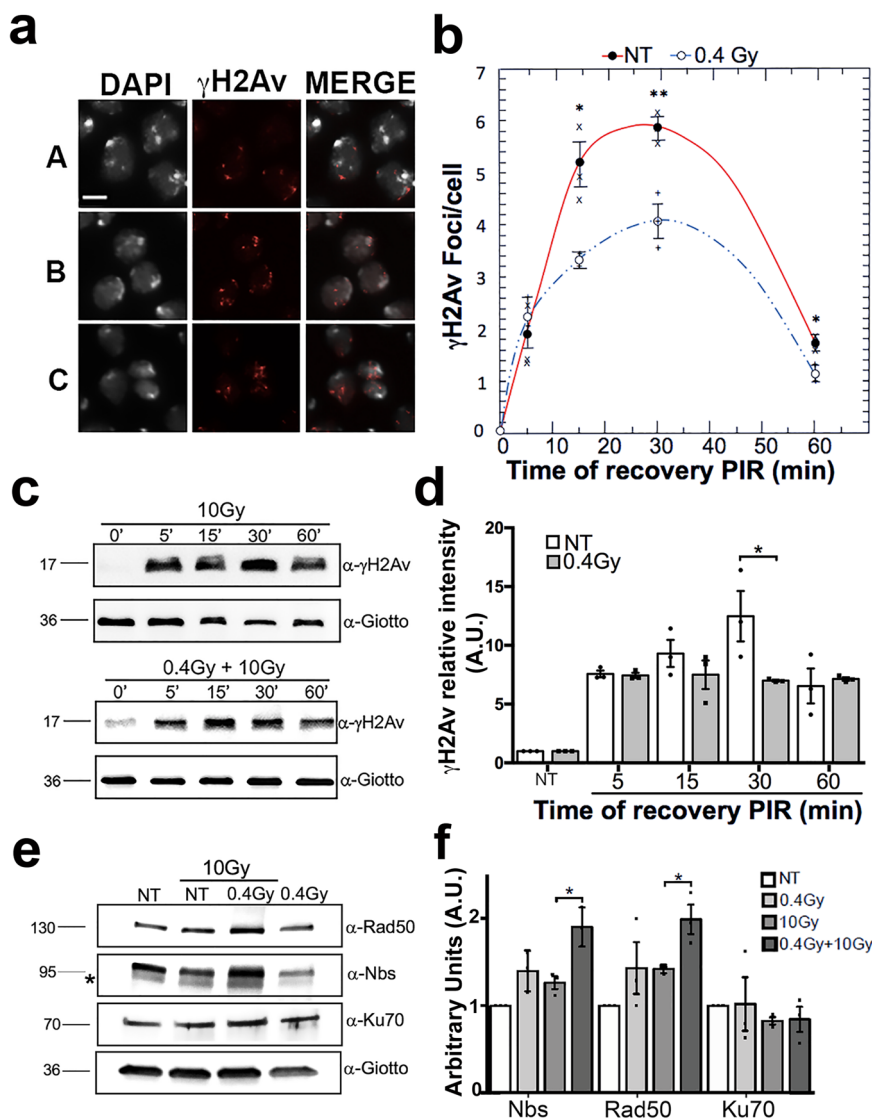 a
DAPI γH2Av MERGE
A
B
C
b
NT 0.4 Gy
7
6
5
4
3
2
1
0
* ** *
γH2Av Foci/cell
0 15 30 40 50 60
Time of recovery PIR (min)
c
10Gy
0' 5' 15' 30' 60'
17 α-γH2Av
36 α-Giotto
0.4Gy + 10Gy
0' 5' 15' 30' 60'
17 α-γH2Av
36 α-Giotto
d
NT
0.4Gy
*
20
15
10
5
0
γH2Av relative intensity
(A.U.)
NT 5 15 30 60
Time of recovery PIR (min)
e
10Gy
NT NT 0.4Gy 0.4Gy
130 α-Rad50
95 α-Nbs
*
70 α-Ku70
36 α-Giotto
f
NT
0.4Gy
10Gy
0.4Gy+10Gy
* *
2
1
0
Arbitrary Units (A.U.)
Nbs Rad50 Ku70